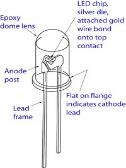 Epoxy
dome lens
LED chip,
silver die,
attached gold
wire bond
onto top
contact
Anode
post
Lead
frame
Flat on flange
indicates cathode
lead